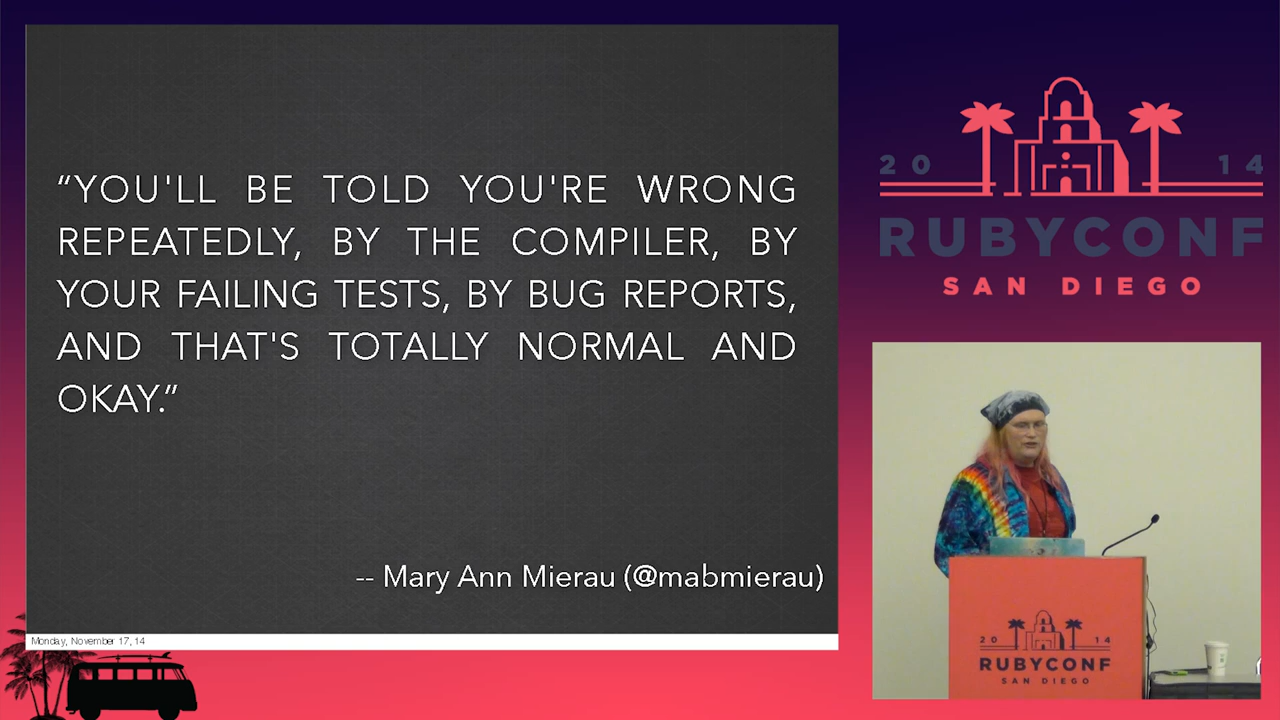 “YOU'LL BE TOLD YOU'RE WRONG
REPEATEDLY, BY THE COMPILER, BY
YOUR FAILING TESTS, BY BUG REPORTS,
AND THAT'S TOTALLY NORMAL AND
OKAY.”
-- Mary Ann Mierau (@mabmierau)
Monday, November 17, 14
20 14
RUBYCONF
SAN DIEGO
20 14
RUBYCONF
SAN DIEGO